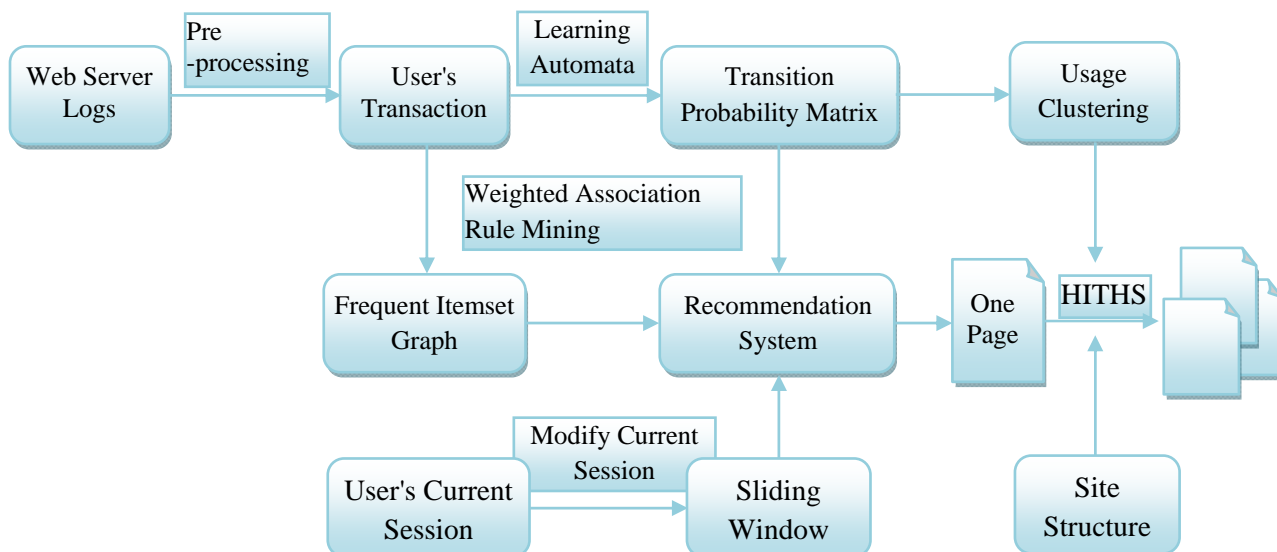 Pre
-processing
Learning
Automata
Web Server
Logs
User's
Transaction
Transition
Probability Matrix
Usage
Clustering
Weighted Association
Rule Mining
Frequent Itemset
Graph
Recommendation
System
One
Page
HITHS
Modify Current
Session
User's Current
Session
Sliding
Window
Site
Structure